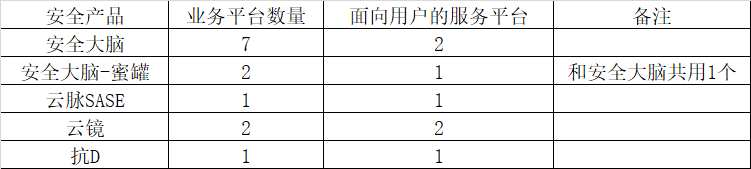 安全产品 业务平台数量 面向用户的服务平台 备注
安全大脑 7 2
安全大脑-蜜罐 2 1 和安全大脑共用1个
云脉SASE 1 1
云镜 2 2
抗D 1 1